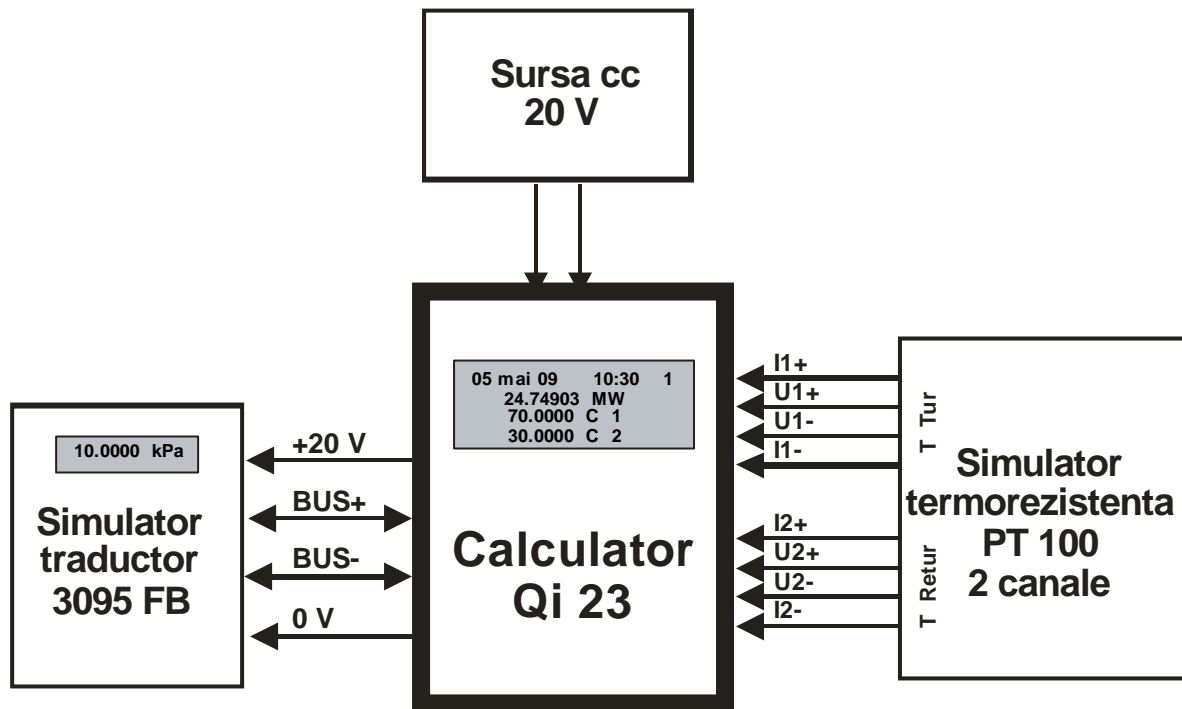 Sursa cc
20 V
05 mai 09 10:30 1
24.74903 MW
70.0000 C 1
30.0000 C 2
Calculator
Qi 23
10.0000 kPa
Simulator
traductor
3095 FB
+20 V
BUS+
BUS-
0 V
I1+
U1+
U1-
I1-
I2+
U2+
U2-
I2-
T Tur
T Retur
Simulator
termorezistenta
PT 100
2 canale